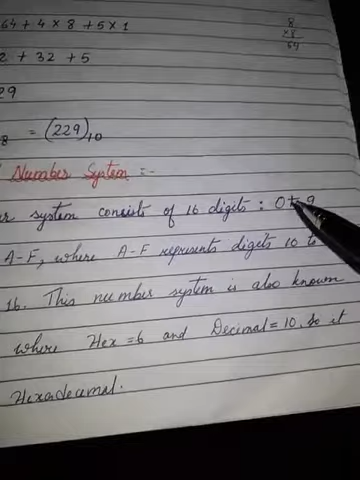 64 + 4 × 8 + 5 × 1
8
×8
64
2 + 32 + 5
29
8 = (229)10
Number System :-
system consists of 16 digits : 0 to 9
A-F, where A-F represents digits 10 to
16. This number system is also known
where Hex = 6 and Decimal = 10. So it
Hexadecimal.